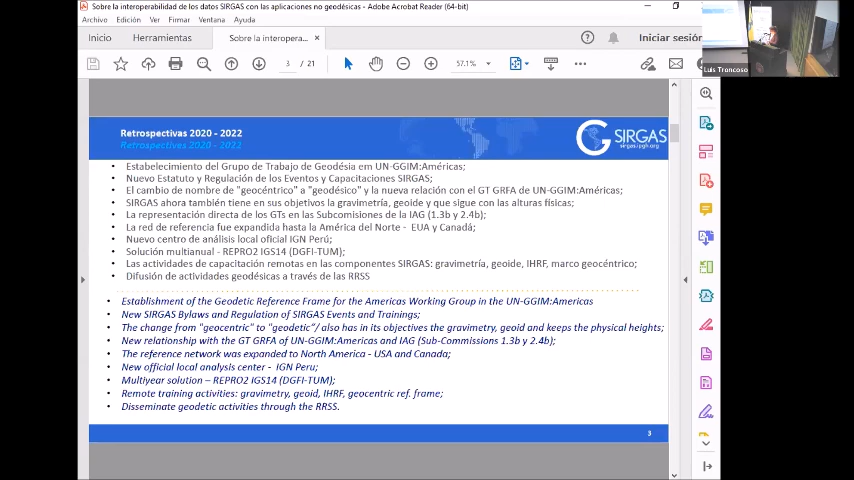 Sobre la interoperabilidad de los datos SIRGAS con las aplicaciones no geodésicas - Adobe Acrobat Reader (64-bit)
Archivo Edición Ver Firmar Ventana Ayuda
Inicio Herramientas Sobre la interopera... × Iniciar sesión
3 / 21 57.1%
Luis Troncoso
Retrospectivas 2020 - 2022
Retrospectives 2020 - 2022
SIRGAS
sirgas.ipgh.org
• Estabelecimento del Grupo de Trabajo de Geodésia em UN-GGIM:Américas;
• Nuevo Estatuto y Regulación de los Eventos y Capacitaciones SIRGAS;
• El cambio de nombre de "geocéntrico" a "geodésico" y la nueva relación con el GT GRFA de UN-GGIM:Américas;
• SIRGAS ahora también tiene en sus objetivos la gravimetría, geoide y que sigue con las alturas físicas;
• La representación directa de los GTs en las Subcomisiones de la IAG (1.3b y 2.4b);
• La red de referencia fue expandida hasta la América del Norte - EUA y Canadá;
• Nuevo centro de análisis local oficial IGN Perú;
• Solución multianual - REPRO2 IGS14 (DGFI-TUM);
• Las actividades de capacitación remotas en las componentes SIRGAS: gravimetría, geoide, IHRF, marco geocéntrico;
• Difusión de actividades geodésicas a través de las RRSS
• Establishment of the Geodetic Reference Frame for the Americas Working Group in the UN-GGIM:Americas
• New SIRGAS Bylaws and Regulation of SIRGAS Events and Trainings;
• The change from "geocentric" to "geodetic"/ also has in its objectives the gravimetry, geoid and keeps the physical heights;
• New relationship with the GT GRFA of UN-GGIM:Americas and IAG (Sub-Commissions 1.3b y 2.4b);
• The reference network was expanded to North America - USA and Canada;
• New official local analysis center - IGN Peru;
• Multiyear solution – REPRO2 IGS14 (DGFI-TUM);
• Remote training activities: gravimetry, geoid, IHRF, geocentric ref. frame;
• Disseminate geodetic activities through the RRSS.
3